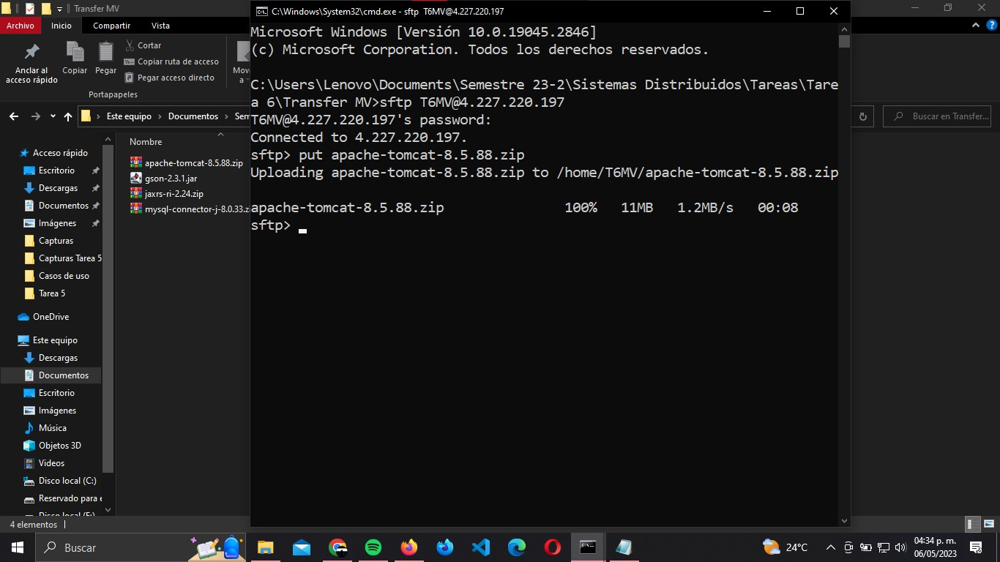 Transfer MV
Archivo
Inicio
Compartir
Vista
Anclar al
acceso rápido
Copiar
Pegar
Cortar
Copiar ruta de acceso
Pegar acceso directo
Portapapeles
Este equipo
Documentos
Buscar en Transfer...
Acceso rápido
Escritorio
Descargas
Documentos
Imágenes
Capturas
Capturas Tarea 5
Casos de uso
Tarea 5
OneDrive
Este equipo
Descargas
Documentos
Escritorio
Imágenes
Música
Objetos 3D
Videos
Disco local (C:)
Reservado para
Nombre
apache-tomcat-8.5.88.zip
gson-2.3.1.jar
jaxrs-ri-2.24.zip
mysql-connector-j-8.0.33.z
4 elementos
C:\Windows\System32\cmd.exe - sftp T6MV@4.227.220.197
Microsoft Windows [Versión 10.0.19045.2846]
(c) Microsoft Corporation. Todos los derechos reservados.
C:\Users\Lenovo\Documents\Semestre 23-2\Sistemas Distribuidos\Tareas\Tare
a 6\Transfer MV>sftp T6MV@4.227.220.197
T6MV@4.227.220.197's password:
Connected to 4.227.220.197.
sftp> put apache-tomcat-8.5.88.zip
Uploading apache-tomcat-8.5.88.zip to /home/T6MV/apache-tomcat-8.5.88.zip
apache-tomcat-8.5.88.zip 100% 11MB 1.2MB/s 00:08
sftp>
Buscar
24°C
04:34 p. m.
06/05/2023